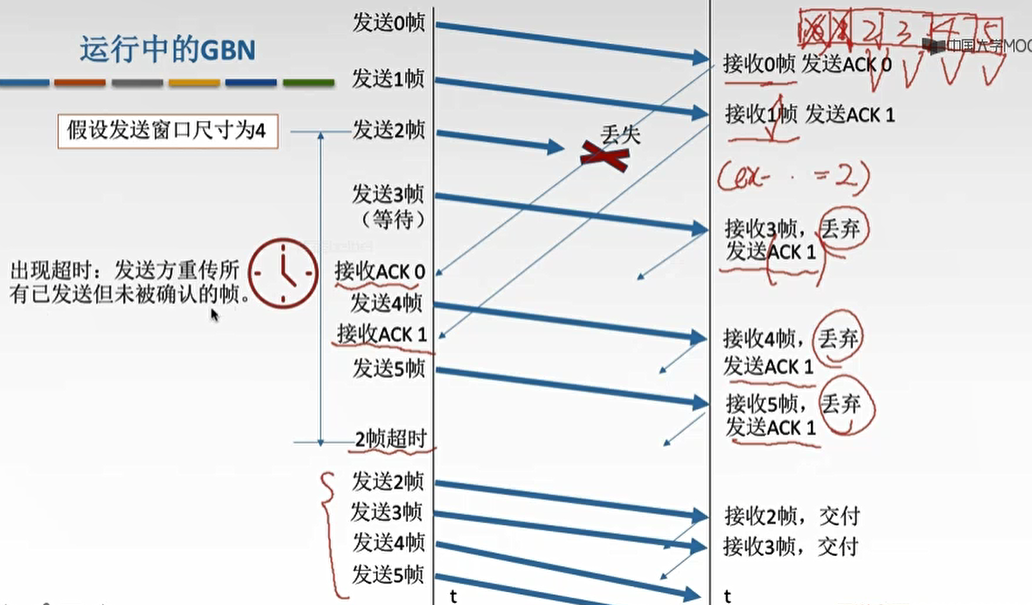 运行中的GBN
假设发送窗口尺寸为4
出现超时：发送方重传所
有已发送但未被确认的帧。
发送0帧
发送1帧
发送2帧
发送3帧
（等待）
接收ACK 0
发送4帧
接收ACK 1
发送5帧
2帧超时
发送2帧
发送3帧
发送4帧
发送5帧
t
丢失
2 3 4 5
中国大学MOO
接收0帧 发送ACK 0
接收1帧 发送ACK 1
(ex- · · = 2)
接收3帧，丢弃
发送ACK 1
接收4帧，丢弃
发送ACK 1
接收5帧，丢弃
发送ACK 1
接收2帧，交付
接收3帧，交付
t